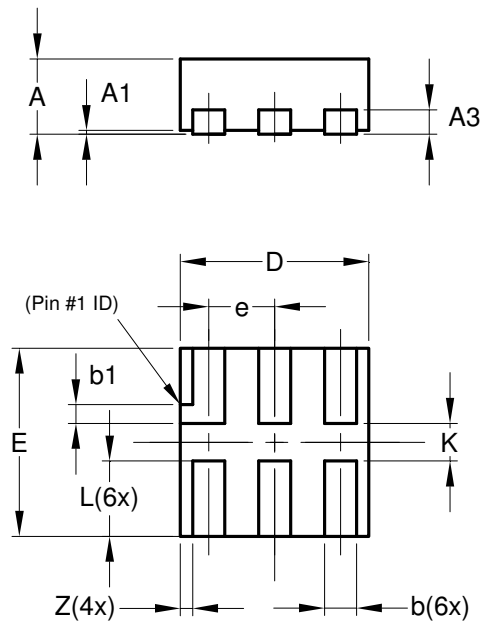 A
A1
A3
D
(Pin #1 ID)
e
b1
E
K
L(6x)
Z(4x)
b(6x)